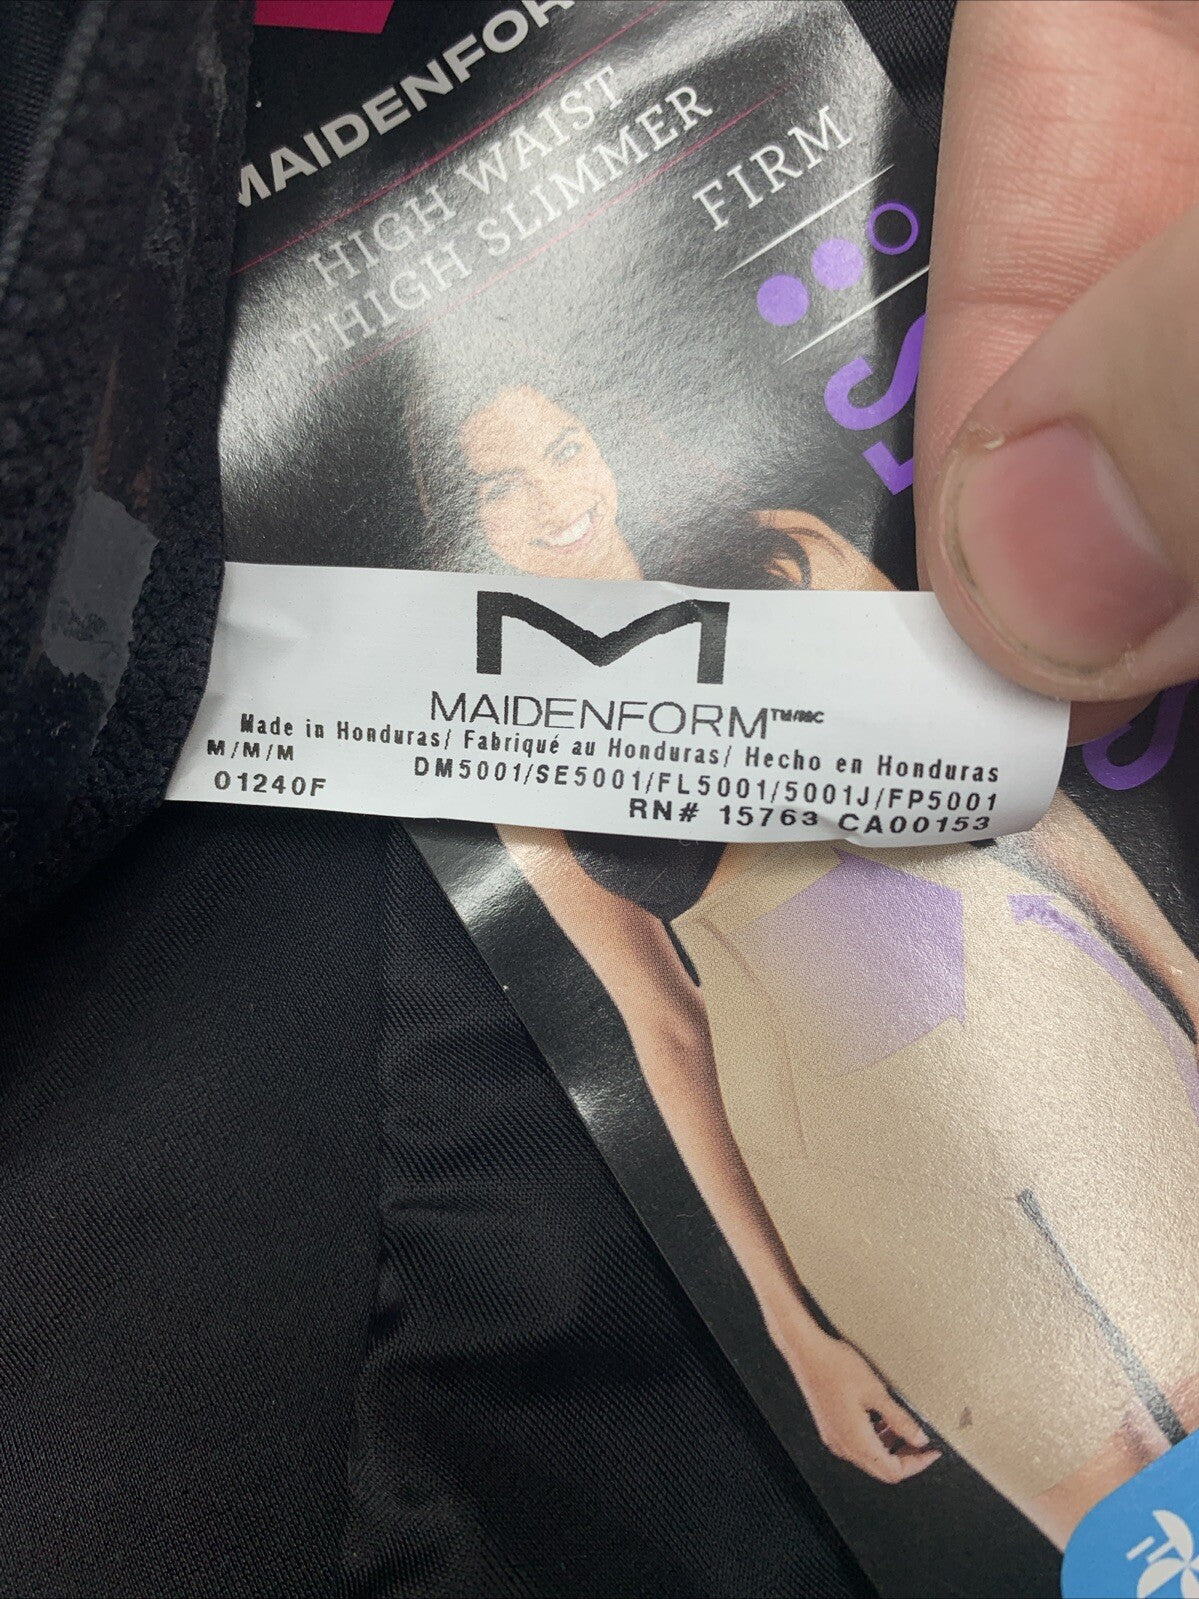 HIGH WAIST
THIGH SLIMMER
FIRM
MAIDENFORM™/MC
Made in Honduras/ Fabriqué au Honduras/ Hecho en Honduras
M/M/M
DM5001/SE5001/FL5001/5001J/FP5001
01240F
RN# 15763 CA00153